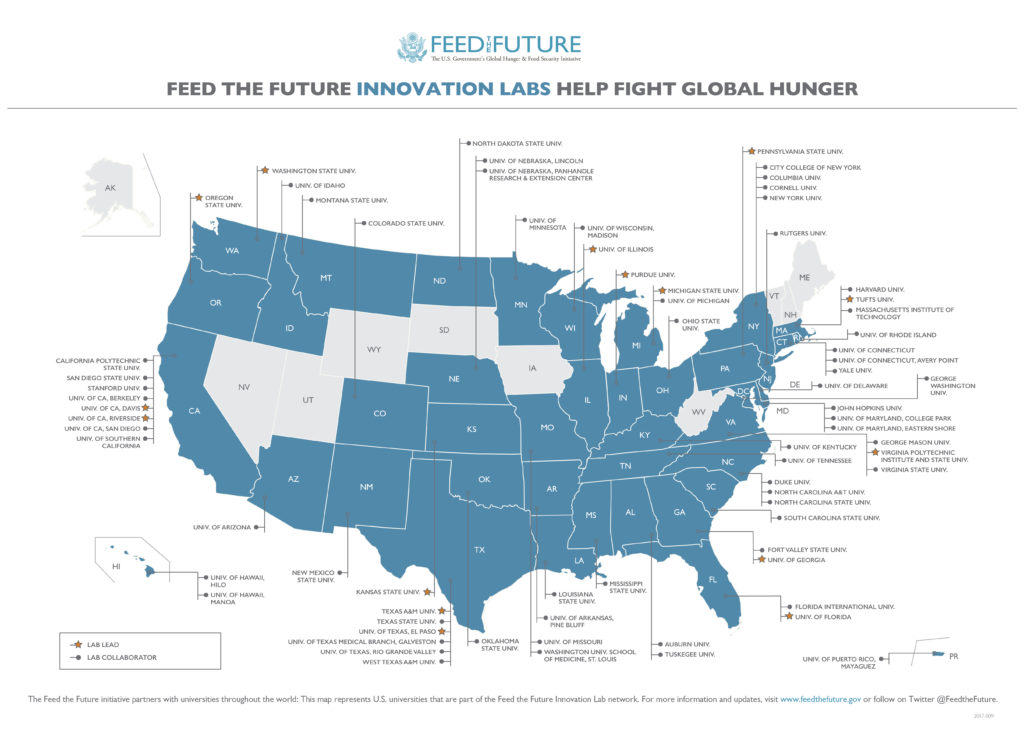 FEED THE FUTURE
The U.S. Government's Global Hunger & Food Security Initiative
FEED THE FUTURE INNOVATION LABS HELP FIGHT GLOBAL HUNGER
NORTH DAKOTA STATE UNIV.
UNIV. OF NEBRASKA, LINCOLN
UNIV. OF NEBRASKA, PANHANDLE
RESEARCH & EXTENSION CENTER
WASHINGTON STATE UNIV.
UNIV. OF IDAHO
MONTANA STATE UNIV.
OREGON
STATE UNIV.
COLORADO STATE UNIV.
UNIV. OF
MINNESOTA
UNIV. OF WISCONSIN,
MADISON
UNIV. OF ILLINOIS
PURDUE UNIV.
MICHIGAN STATE UNIV.
UNIV. OF MICHIGAN
OHIO STATE
UNIV.
PENNSYLVANIA STATE UNIV.
CITY COLLEGE OF NEW YORK
COLUMBIA UNIV.
CORNELL UNIV.
NEW YORK UNIV.
RUTGERS UNIV.
HARVARD UNIV.
TUFTS UNIV.
MASSACHUSETTS INSTITUTE OF
TECHNOLOGY
UNIV. OF RHODE ISLAND
UNIV. OF CONNECTICUT
UNIV. OF CONNECTICUT, AVERY POINT
YALE UNIV.
UNIV. OF DELAWARE
GEORGE
WASHINGTON
UNIV.
JOHN HOPKINS UNIV.
UNIV. OF MARYLAND, COLLEGE PARK
UNIV. OF MARYLAND, EASTERN SHORE
GEORGE MASON UNIV.
VIRGINIA POLYTECHNIC
INSTITUTE AND STATE UNIV.
VIRGINIA STATE UNIV.
UNIV. OF KENTUCKY
UNIV. OF TENNESSEE
DUKE UNIV.
NORTH CAROLINA A&T UNIV.
NORTH CAROLINA STATE UNIV.
SOUTH CAROLINA STATE UNIV.
FORT VALLEY STATE UNIV.
UNIV. OF GEORGIA
FLORIDA INTERNATIONAL UNIV.
UNIV. OF FLORIDA
CALIFORNIA POLYTECHNIC
STATE UNIV.
SAN DIEGO STATE UNIV.
STANFORD UNIV.
UNIV. OF CA, BERKELEY
UNIV. OF CA, DAVIS
UNIV. OF CA, RIVERSIDE
UNIV. OF CA, SAN DIEGO
UNIV. OF SOUTHERN
CALIFORNIA
UNIV. OF ARIZONA
UNIV. OF HAWAII,
HILO
UNIV. OF HAWAII,
MANOA
NEW MEXICO
STATE UNIV.
KANSAS STATE UNIV.
TEXAS A&M UNIV.
TEXAS STATE UNIV.
UNIV. OF TEXAS, EL PASO
UNIV. OF TEXAS MEDICAL BRANCH, GALVESTON
UNIV. OF TEXAS, RIO GRANDE VALLEY
WEST TEXAS A&M UNIV.
OKLAHOMA
STATE UNIV.
LOUISIANA
STATE UNIV.
MISSISSIPPI
STATE UNIV.
UNIV. OF ARKANSAS,
PINE BLUFF
UNIV. OF MISSOURI
WASHINGTON UNIV. SCHOOL
OF MEDICINE, ST. LOUIS
AUBURN UNIV.
TUSKEGEE UNIV.
UNIV. OF PUERTO RICO,
MAYAGUEZ
AK
WA
OR
MT
ID
ND
SD
MN
WY
NV
UT
CA
CO
NE
IA
WI
MI
IL
IN
OH
PA
NY
VT
ME
NH
MA
RI
CT
NJ
DE
DC
MD
WV
VA
KY
TN
NC
SC
GA
AL
MS
LA
AR
MO
KS
OK
TX
NM
AZ
FL
HI
PR
LAB LEAD
LAB COLLABORATOR
The Feed the Future initiative partners with universities throughout the world: This map represents U.S. universities that are part of the Feed the Future Innovation Lab network. For more information and updates, visit www.feedthefuture.gov or follow on Twitter @FeedtheFuture.
2017-009